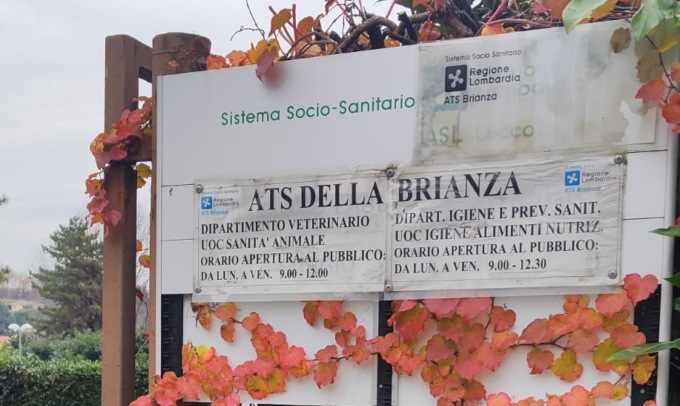 Sistema Socio-Sanitario
Sistema Socio Sanitario
Regione
Lombardia
ATS Brianza
ASL Lecco
Regione
Lombardia
ATS Brianza
ATS DELLA BRIANZA
Regione
Lombardia
ATS Brianza
DIPARTIMENTO VETERINARIO
UOC SANITA' ANIMALE
ORARIO APERTURA AL PUBBLICO:
DA LUN. A VEN. 9.00 - 12.00
DIPART. IGIENE E PREV. SANIT.
UOC IGIENE ALIMENTI NUTRIZ.
ORARIO APERTURA AL PUBBLICO:
DA LUN. A VEN. 9.00 - 12.30